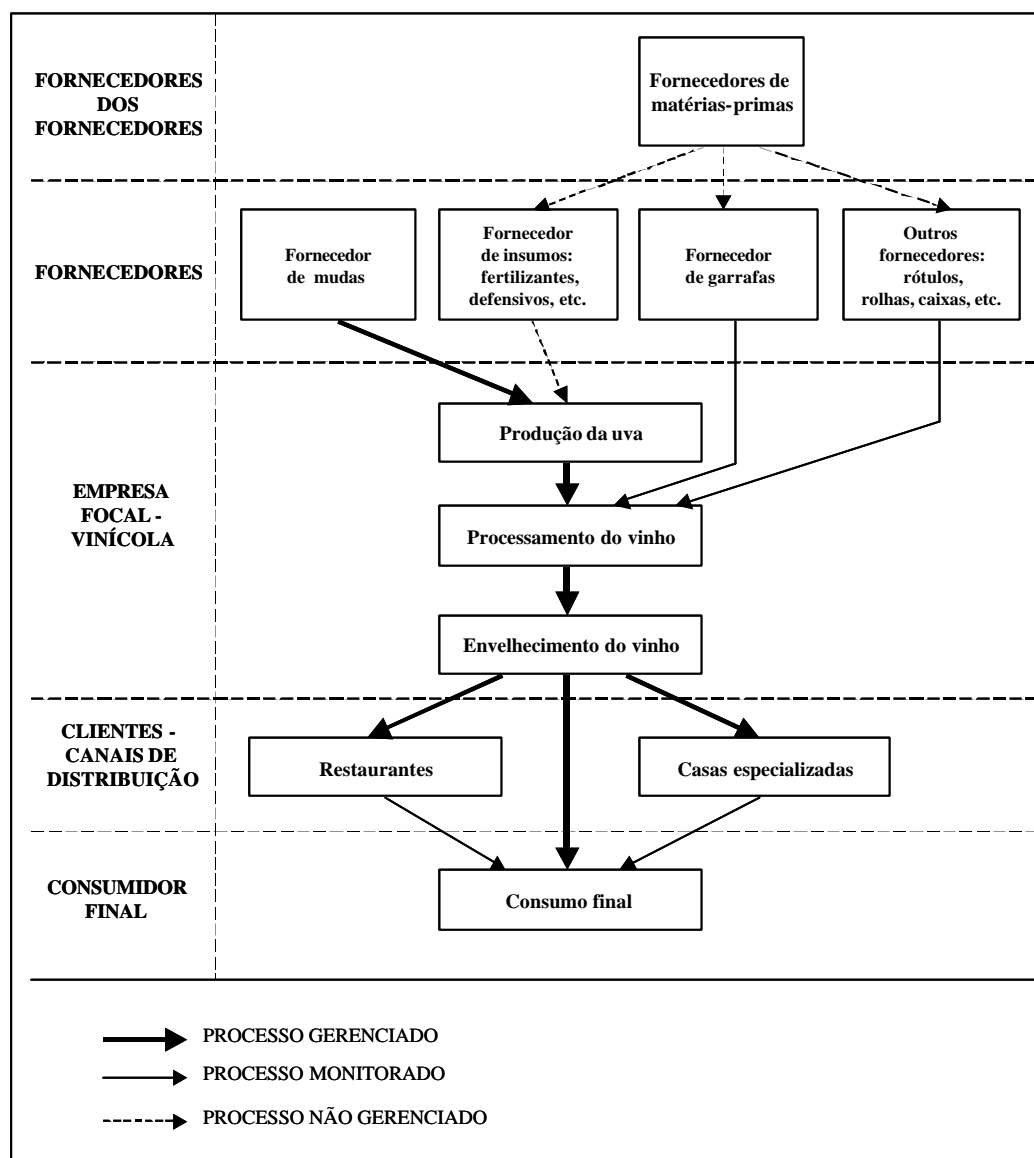 FORNECEDORES
DOS
FORNECEDORES
Fornecedores de
matérias-primas
FORNECEDORES
Fornecedor
de mudas
Fornecedor
de insumos:
fertilizantes,
defensivos, etc.
Fornecedor
de garrafas
Outros
fornecedores:
rótulos,
rolhas, caixas, etc.
EMPRESA
FOCAL -
VINÍCOLA
Produção da uva
Processamento do vinho
Envelhecimento do vinho
CLIENTES -
CANAIS DE
DISTRIBUIÇÃO
Restaurantes
Casas especializadas
CONSUMIDOR
FINAL
Consumo final
PROCESSO GERENCIADO
PROCESSO MONITORADO
PROCESSO NÃO GERENCIADO